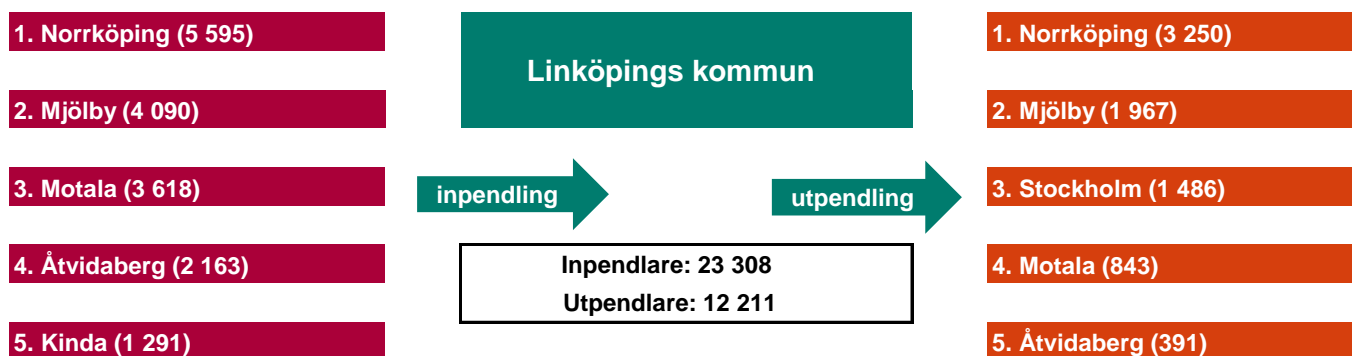 1. Norrköping (5 595)
2. Mjölby (4 090)
3. Motala (3 618)
4. Åtvidaberg (2 163)
5. Kinda (1 291)
Linköpings kommun
inpendling
utpendling
Inpendlare: 23 308
Utpendlare: 12 211
1. Norrköping (3 250)
2. Mjölby (1 967)
3. Stockholm (1 486)
4. Motala (843)
5. Åtvidaberg (391)